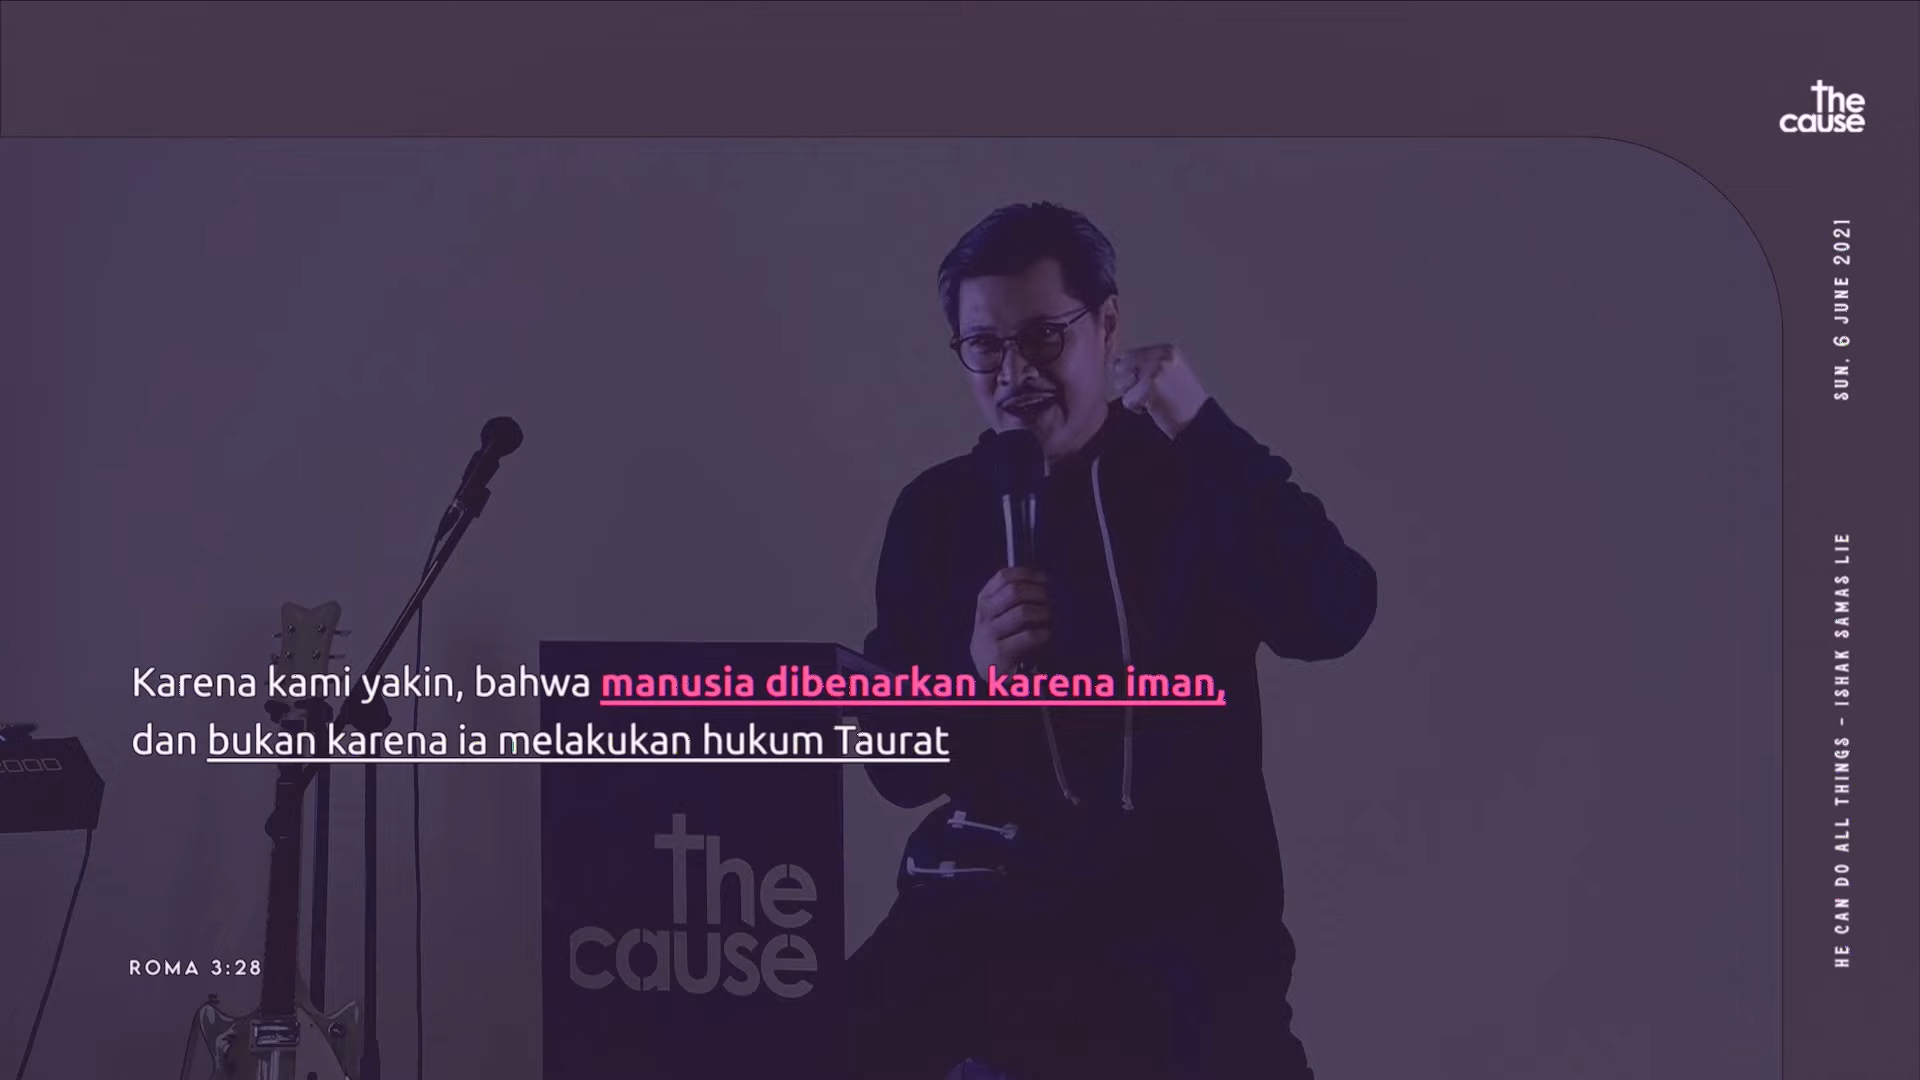 the
cause
SUN. 6 JUNE 2021
HE CAN DO ALL THINGS - ISHAK SAMAS LIE
Karena kami yakin, bahwa manusia dibenarkan karena iman,
dan bukan karena ia melakukan hukum Taurat
the
cause
ROMA 3:28